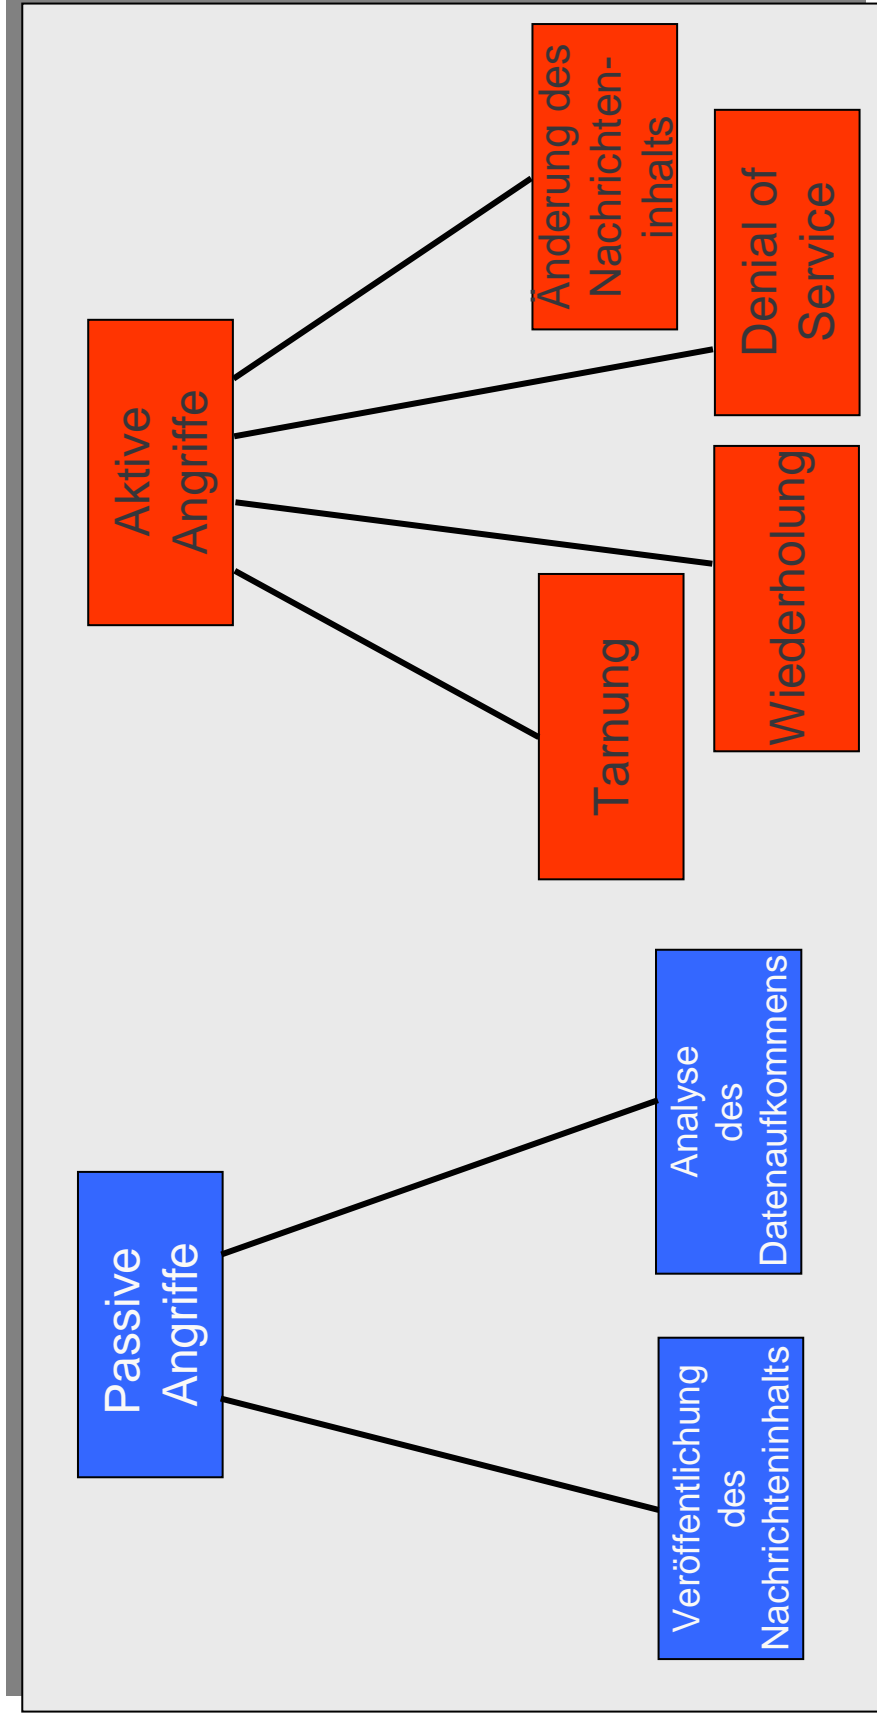 Passive
Angriffe
Veröffentlichung
des
Nachrichteninhalts
Analyse
des
Datenaufkommens
Aktive
Angriffe
Tarnung
Wiederholung
Denial of
Service
Änderung des
Nachrichten-
inhalts